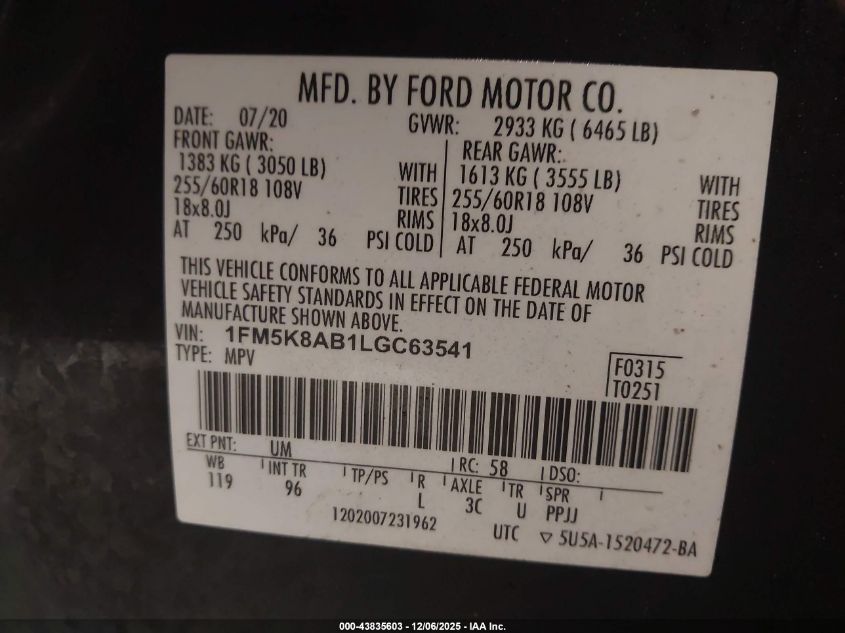 MFD. BY FORD MOTOR CO.
DATE: 07/20 GVWR: 2933 KG ( 6465 LB)
FRONT GAWR: REAR GAWR:
1383 KG ( 3050 LB) WITH 1613 KG ( 3555 LB) WITH
255/60R18 108V TIRES 255/60R18 108V TIRES
18x8.0J RIMS 18x8.0J RIMS
AT 250 kPa/ 36 PSI COLD AT 250 kPa/ 36 PSI COLD
THIS VEHICLE CONFORMS TO ALL APPLICABLE FEDERAL MOTOR
VEHICLE SAFETY STANDARDS IN EFFECT ON THE DATE OF
MANUFACTURE SHOWN ABOVE.
VIN: 1FM5K8AB1LGC63541
TYPE: MPV
F0315
T0251
EXT PNT: UM RC: 58 DSO:
WB INT TR TP/PS R AXLE TR SPR
119 96 L 3C U PPJJ
1202007231962 UTC ▽ 5U5A-1520472-BA
000-43835603 - 12/06/2025 - IAA Inc.